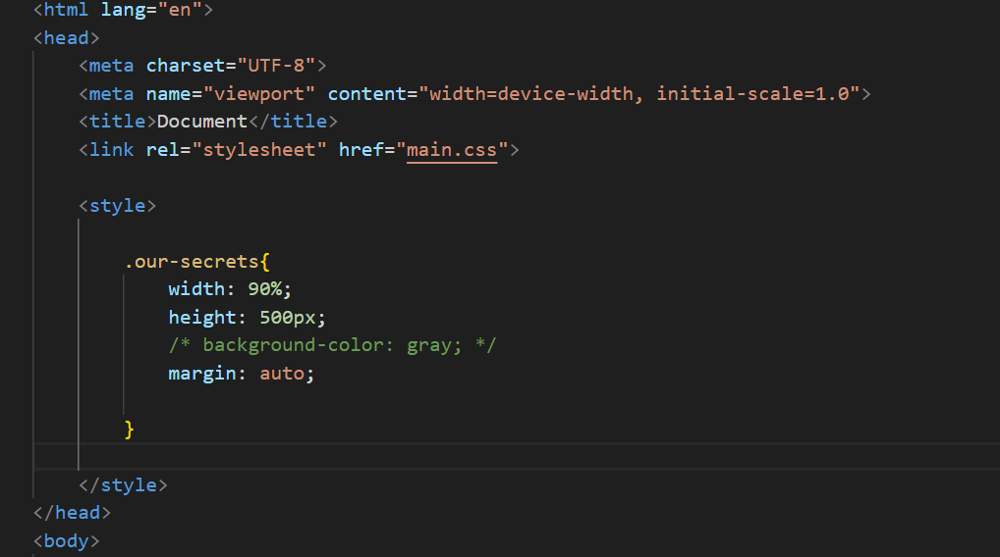 <html lang="en">
<head>
<meta charset="UTF-8">
<meta name="viewport" content="width=device-width, initial-scale=1.0">
<title>Document</title>
<link rel="stylesheet" href="main.css">
<style>
.our-secrets{
width: 90%;
height: 500px;
/* background-color: gray; */
margin: auto;
}
</style>
</head>
<body>